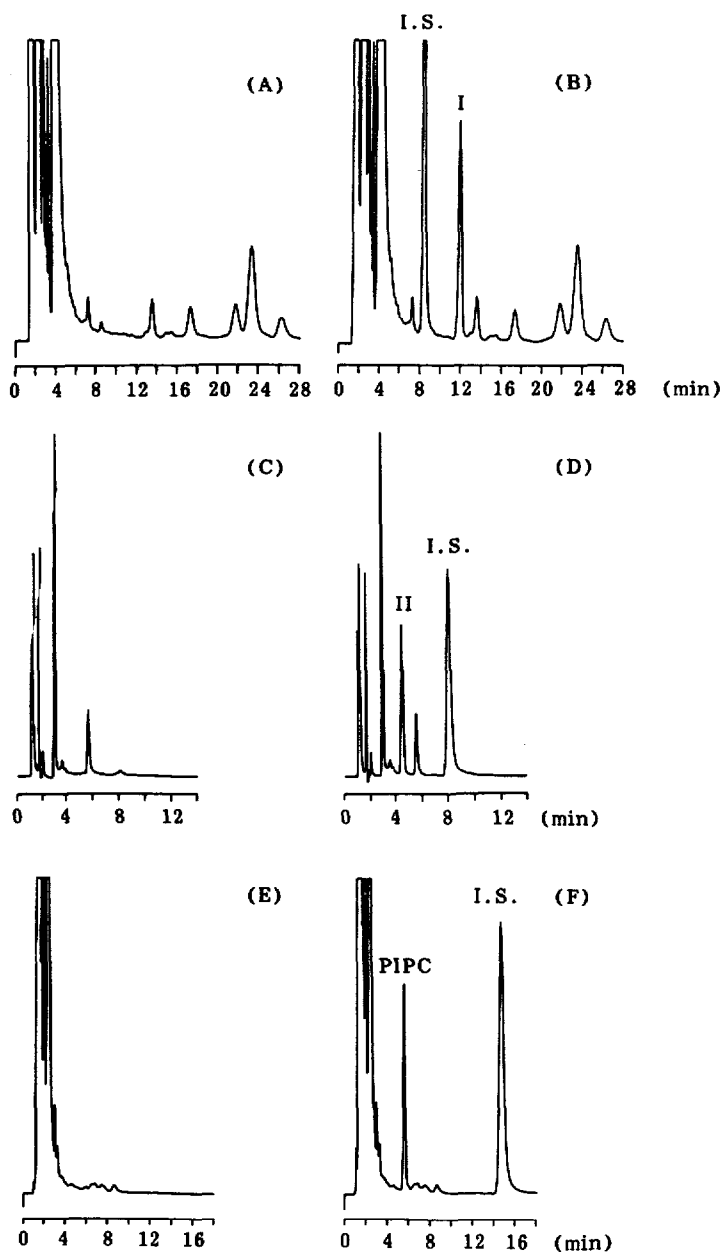 I.S.
(A)
(B)
I
0 4 8 12 16 20 24 28
0 4 8 12 16 20 24 28 (min)
(C)
(D)
I.S.
II
0 4 8 12
0 4 8 12 (min)
(E)
I.S. (F)
PIPC
0 4 8 12 16
0 4 8 12 16 (min)